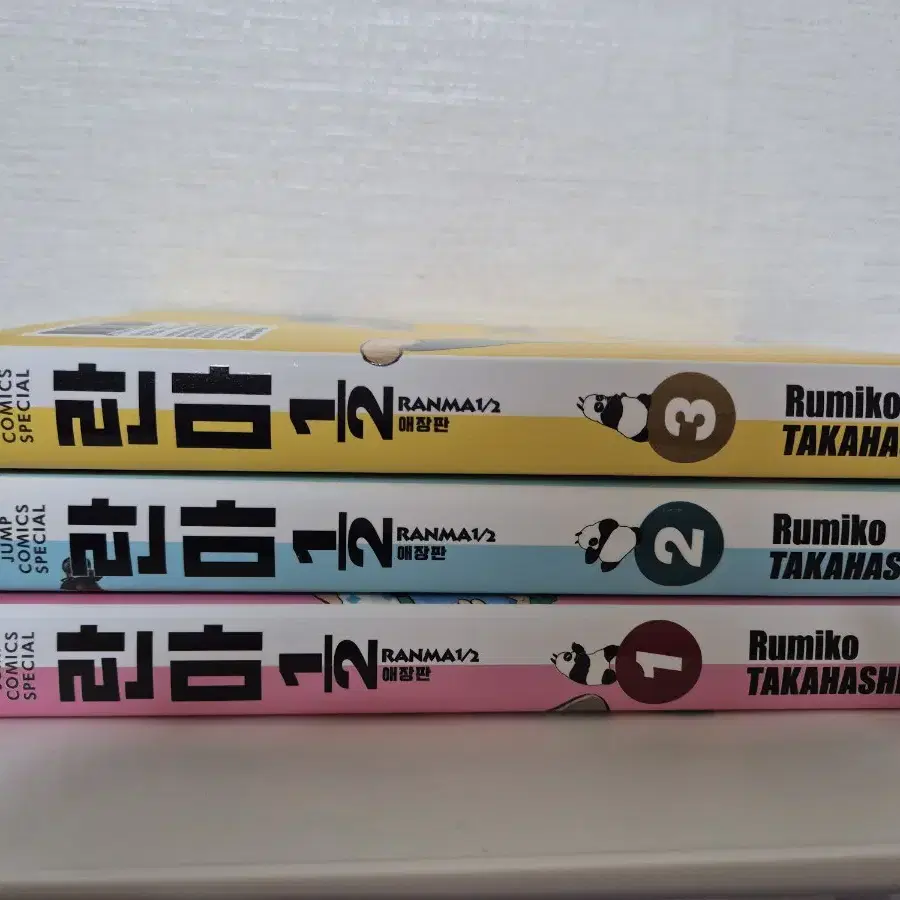 COMICS
SPECIAL
란마 1/2
RANMA1/2
애장판
3
Rumiko
JUMP
COMICS
SPECIAL
란마 1/2
RANMA1/2
애장판
2
Rumiko
COMICS
SPECIAL
란마 1/2
RANMA1/2
애장판
1
Rumiko
TAKAHASHI